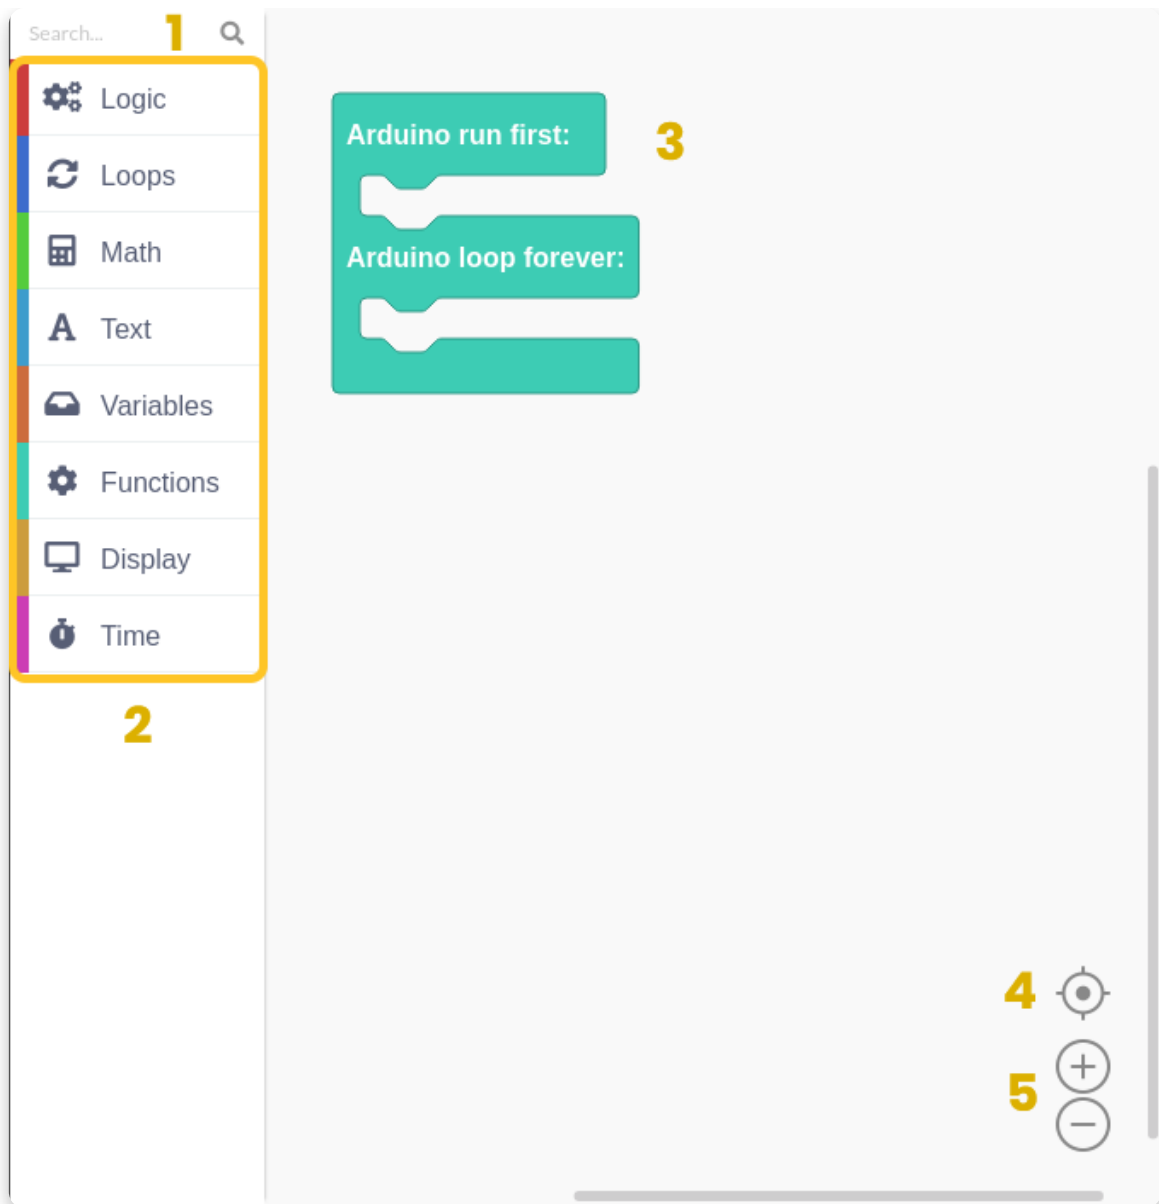 Search... 1
Logic
Loops
Math
Text
Variables
Functions
Display
Time
2
Arduino run first:
3
Arduino loop forever:
4
5